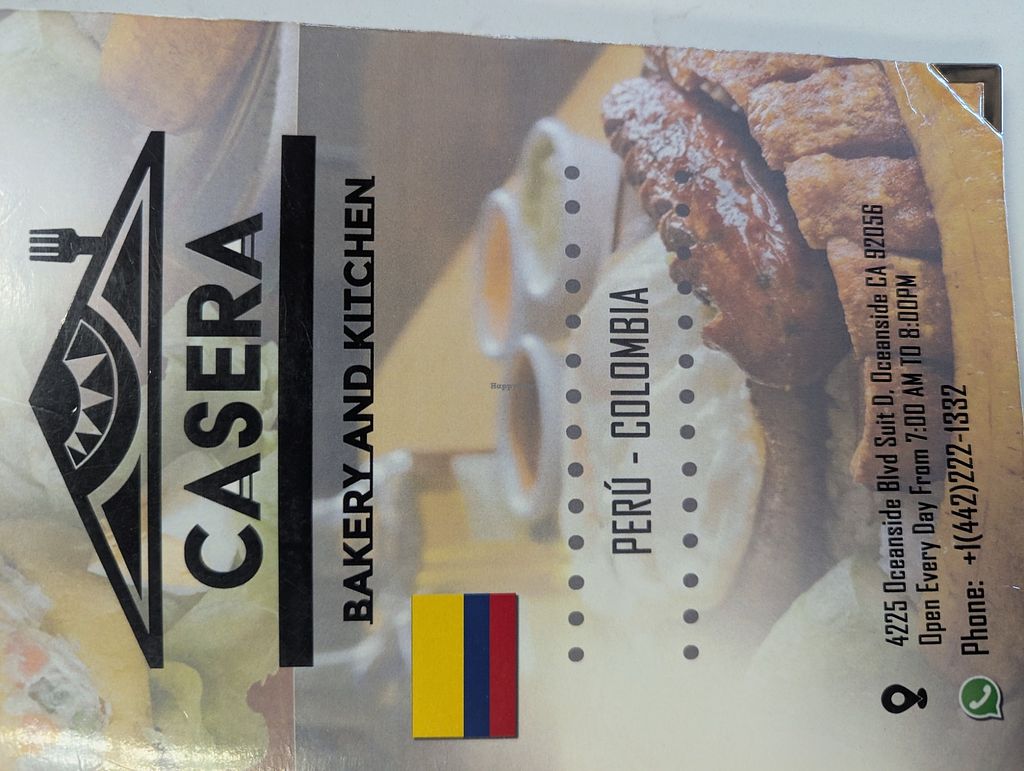 CASERA
BAKERY AND KITCHEN
PERÚ - COLOMBIA
4225 Oceanside Blvd Suit D, Oceanside CA 92056
Open Every Day From 7:00 AM TO 8:00PM
Phone: +1(442)222-1332